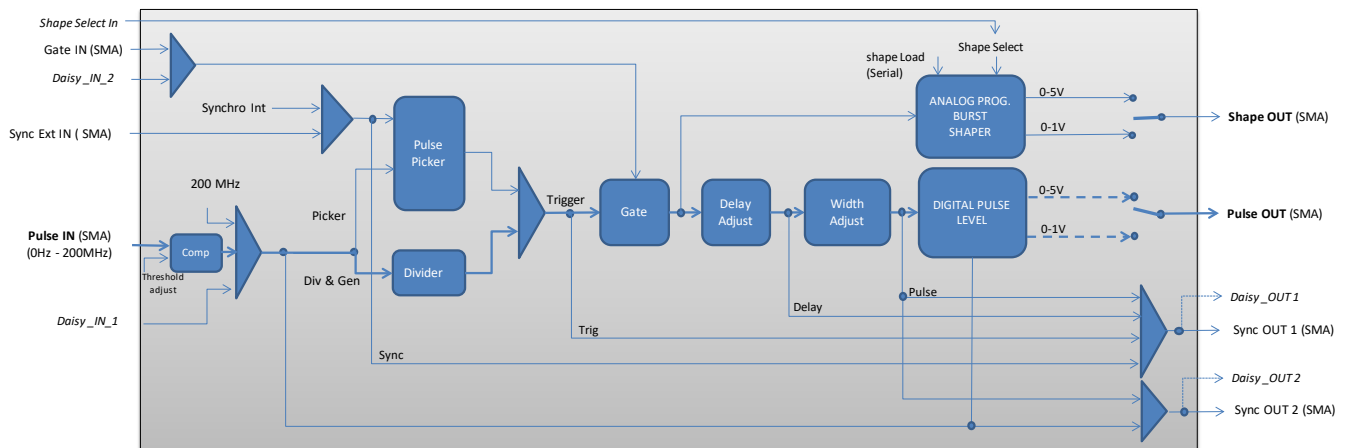 Shape Select In
Gate IN (SMA)
Daisy_IN_2
Synchro Int
Sync Ext IN ( SMA)
200 MHz
Pulse IN (SMA)
(0Hz - 200MHz)
Threshold
adjust
Comp
Daisy_IN_1
Picker
Div & Gen
Pulse
Picker
Divider
Trigger
Gate
Delay
Adjust
Width
Adjust
shape Load
(Serial)
Shape Select
ANALOG PROG.
BURST
SHAPER
0-5V
0-1V
Shape OUT (SMA)
DIGITAL PULSE
LEVEL
0-5V
0-1V
Pulse OUT (SMA)
Pulse
Delay
Trig
Sync
Daisy_OUT 1
Sync OUT 1 (SMA)
Daisy_OUT 2
Sync OUT 2 (SMA)